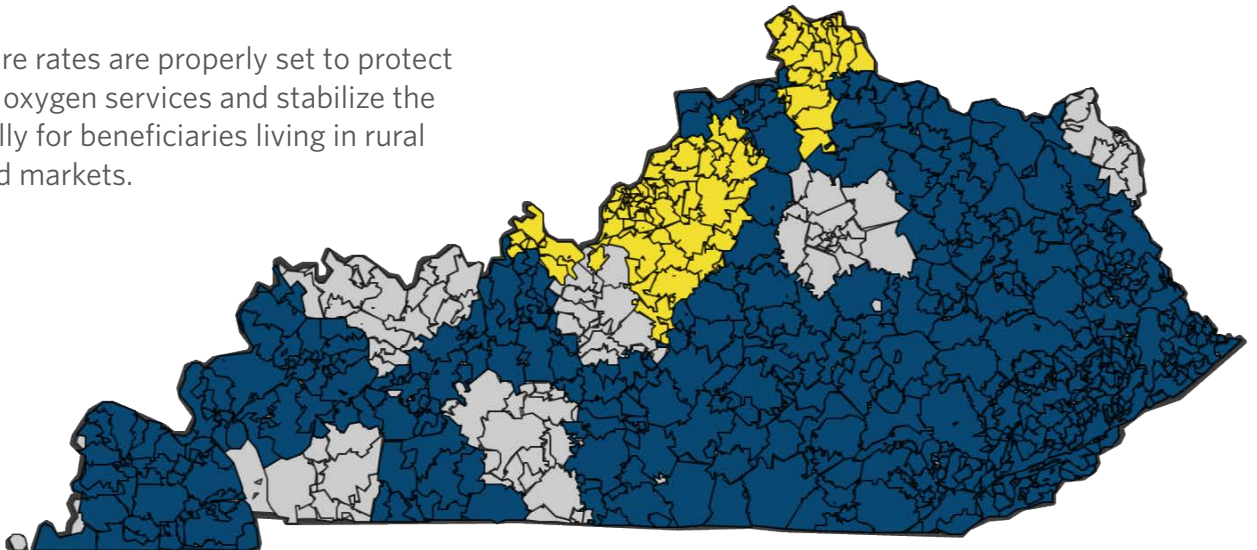 re rates are properly set to protect
oxygen services and stabilize the
lly for beneficiaries living in rural
d markets.